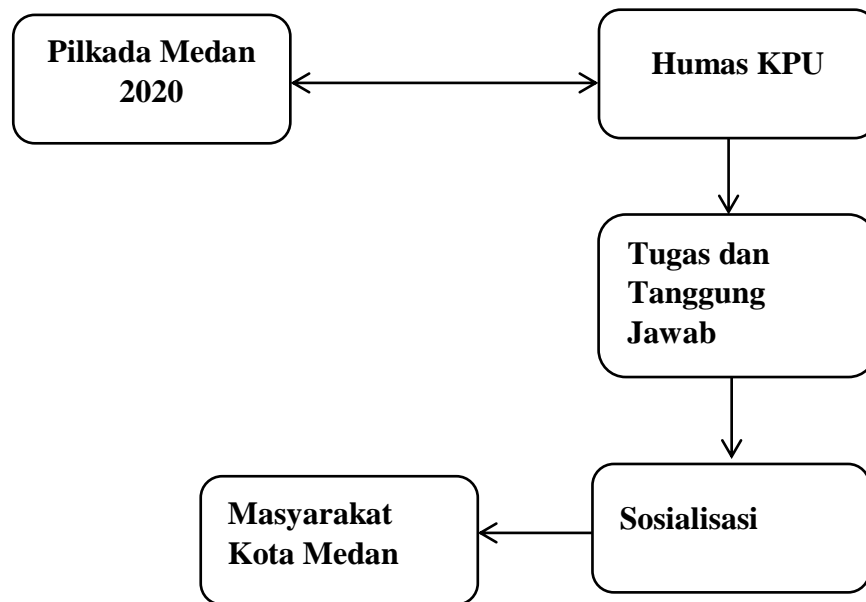 Pilkada Medan
2020
Humas KPU
Tugas dan
Tanggung
Jawab
Sosialisasi
Masyarakat
Kota Medan